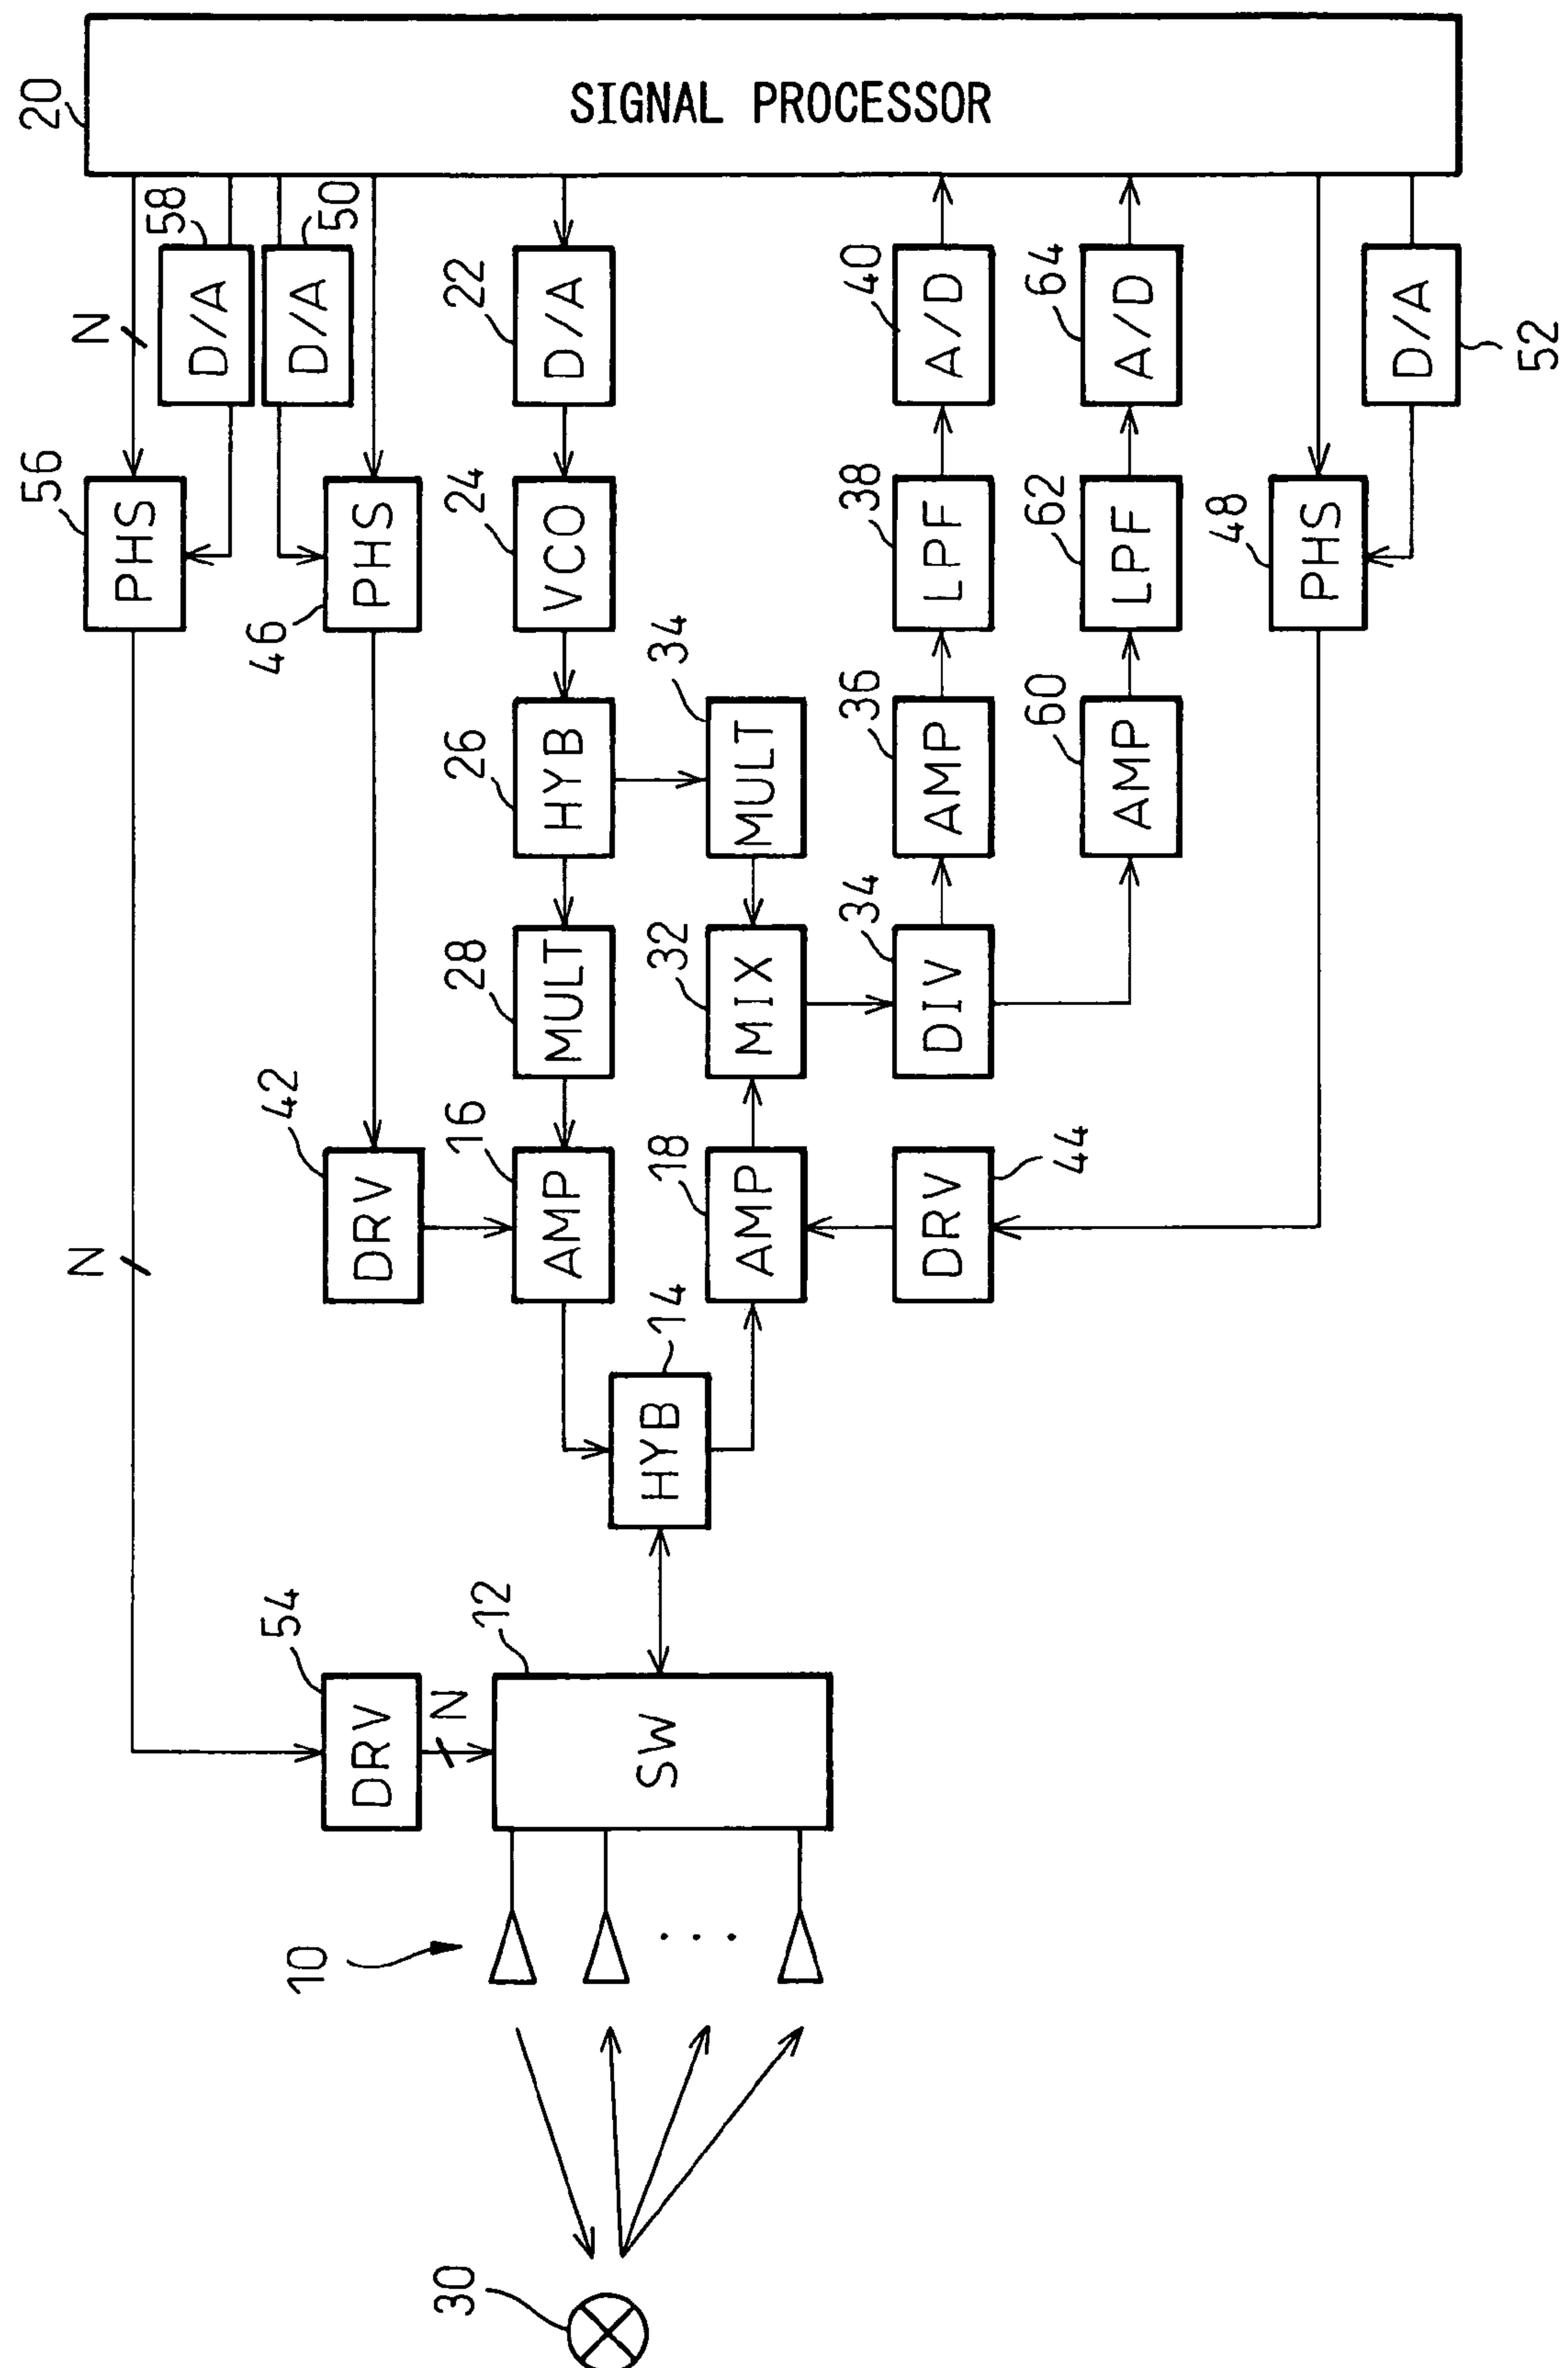 20
SIGNAL PROCESSOR
N
58
D/A
50
D/A
22
D/A
40
A/D
64
A/D
D/A
52
56
PHS
46
PHS
24
VCO
38
LPF
62
LPF
48
PHS
26
HYB
34
MULT
36
AMP
60
AMP
28
MULT
32
MIX
34
DIV
42
DRV
16
AMP
18
AMP
44
DRV
N
14
HYB
54
DRV
N
12
SW
10
30